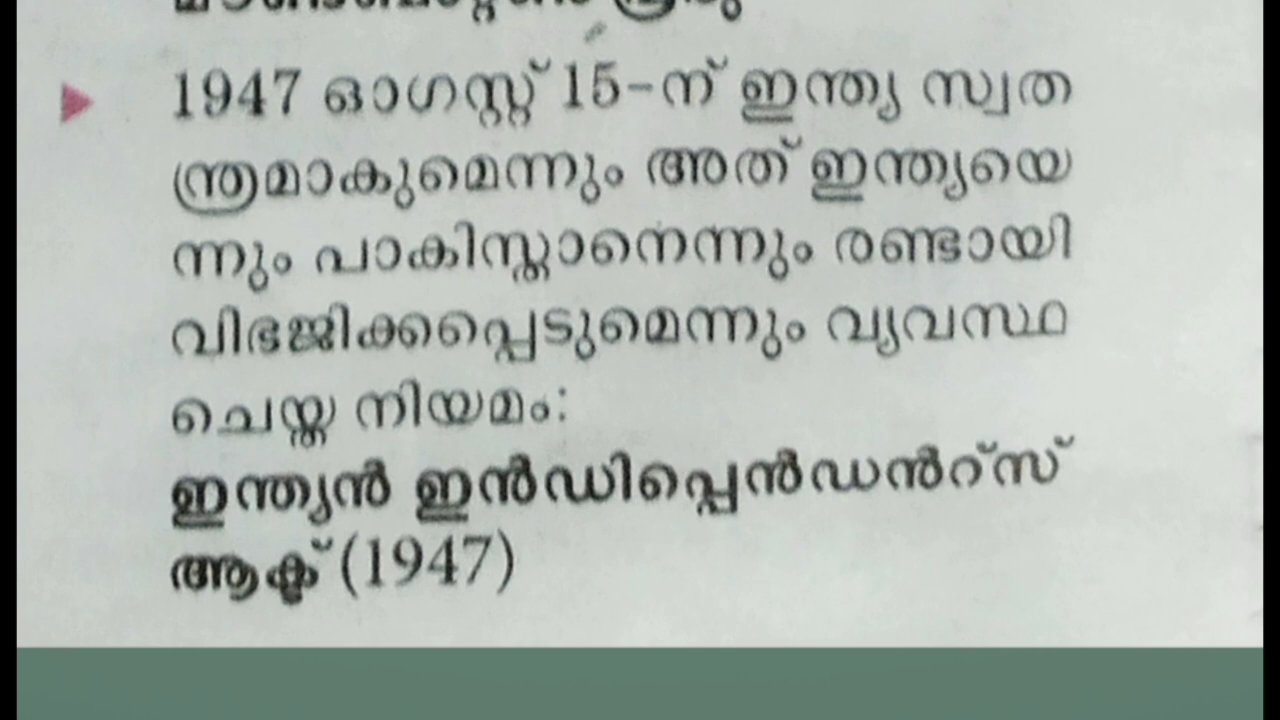 1947 ഓഗസ്റ്റ് 15-ന് ഇന്ത്യ സ്വത
ന്ത്രമാകുമെന്നും അത് ഇന്ത്യയെ
ന്നും പാകിസ്ഥാനെന്നും രണ്ടായി
വിഭജിക്കപ്പെടുമെന്നും വ്യവസ്ഥ
ചെയ്ത നിയമം:
ഇന്ത്യൻ ഇൻഡിപ്പെൻഡൻറ്സ്
ആക്ട് (1947)